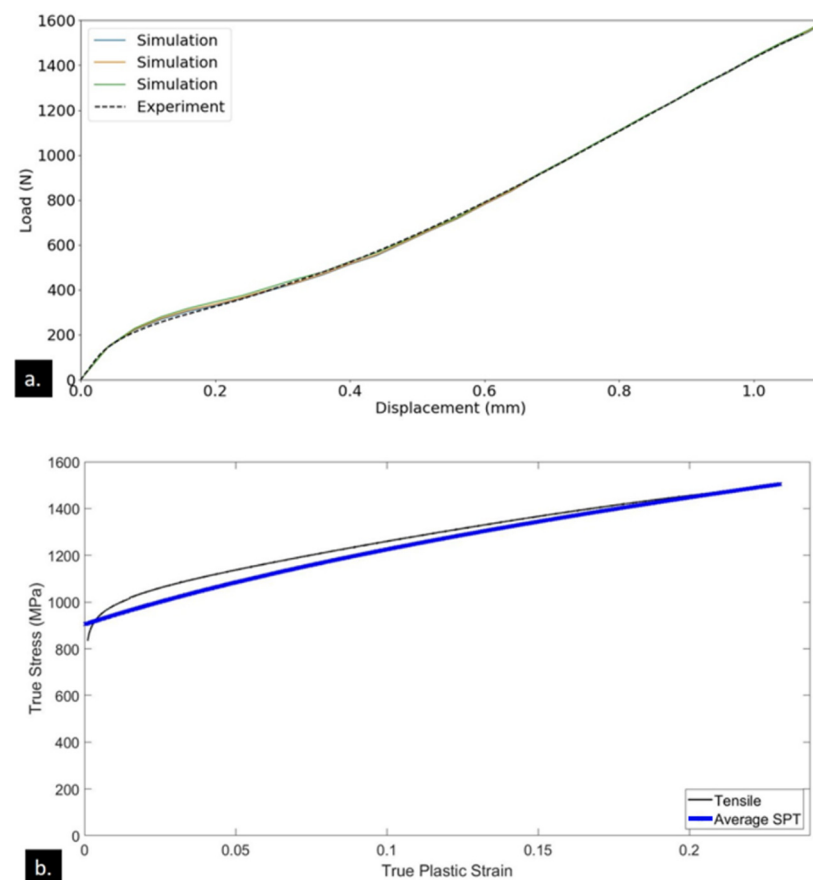 1600
1400
1200
1000
800
600
400
200
0
Load (N)
Simulation
Simulation
Simulation
Experiment
0.0 0.2 0.4 0.6 0.8 1.0
Displacement (mm)
a.
1600
1400
1200
1000
800
600
400
200
0
True Stress (MPa)
Tensile
Average SPT
0 0.05 0.1 0.15 0.2
True Plastic Strain
b.